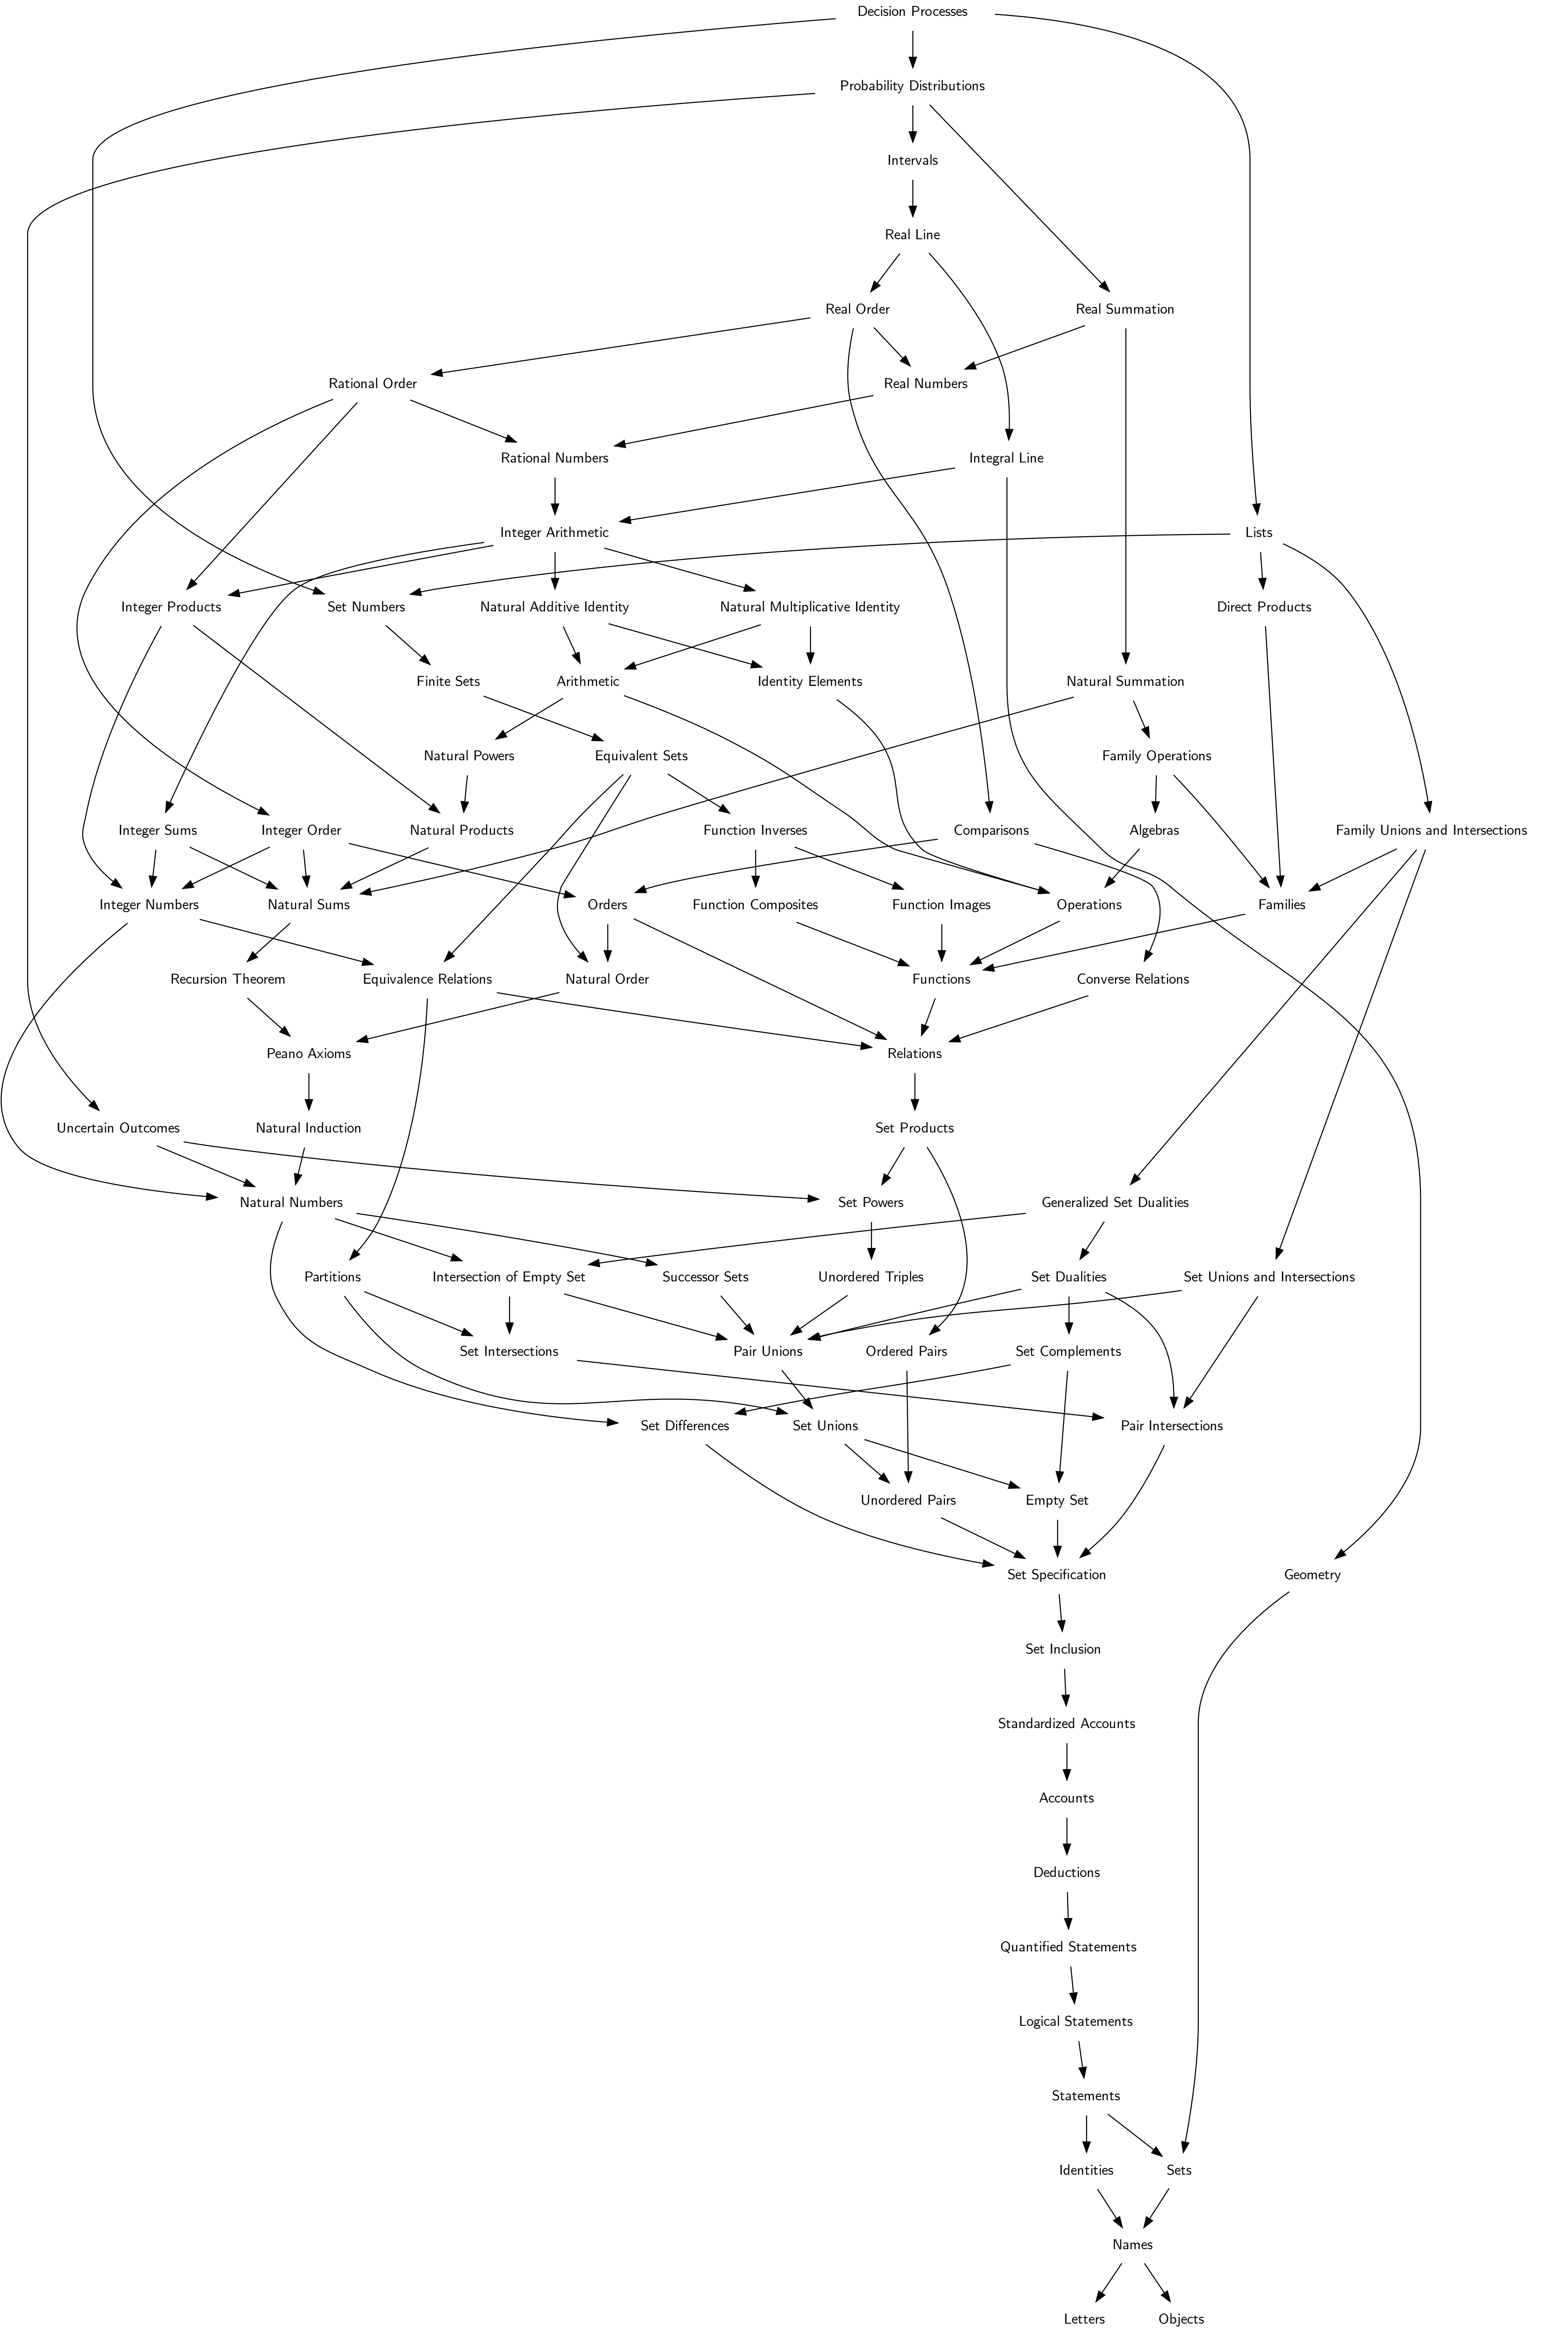 Decision Processes
Probability Distributions
Intervals
Real Line
Real Order
Real Summation
Rational Order
Real Numbers
Rational Numbers
Integral Line
Integer Arithmetic
Lists
Integer Products
Set Numbers
Natural Additive Identity
Natural Multiplicative Identity
Direct Products
Finite Sets
Arithmetic
Identity Elements
Natural Summation
Natural Powers
Equivalent Sets
Family Operations
Integer Sums
Integer Order
Natural Products
Function Inverses
Comparisons
Algebras
Family Unions and Intersections
Integer Numbers
Natural Sums
Orders
Function Composites
Function Images
Operations
Families
Recursion Theorem
Equivalence Relations
Natural Order
Functions
Converse Relations
Peano Axioms
Relations
Uncertain Outcomes
Natural Induction
Set Products
Natural Numbers
Set Powers
Generalized Set Dualities
Partitions
Intersection of Empty Set
Successor Sets
Unordered Triples
Set Dualities
Set Unions and Intersections
Set Intersections
Pair Unions
Ordered Pairs
Set Complements
Set Differences
Set Unions
Pair Intersections
Unordered Pairs
Empty Set
Set Specification
Geometry
Set Inclusion
Standardized Accounts
Accounts
Deductions
Quantified Statements
Logical Statements
Statements
Identities
Sets
Names
Letters
Objects